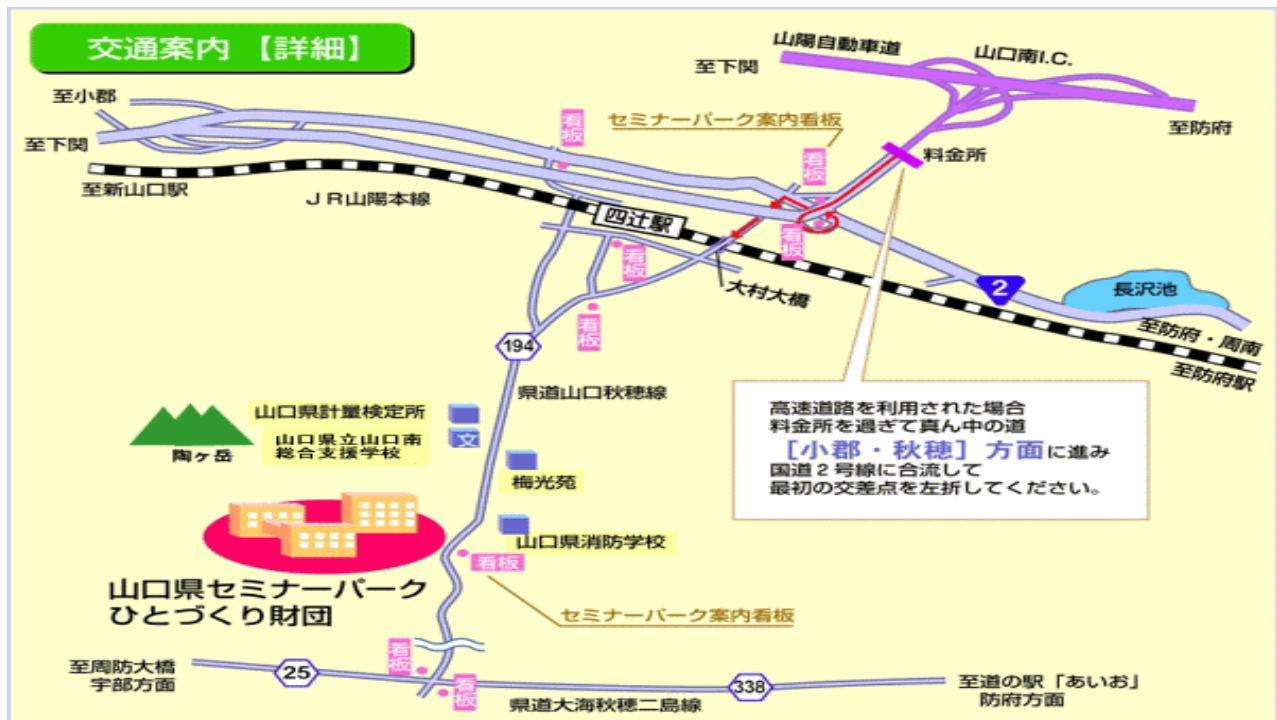 交通案内 【詳細】
山陽自動車道
山口南I.C.
至下関
至防府
至小郡
至下関
看板
セミナーパーク案内看板
看板
料金所
至新山口駅
JR山陽本線
四辻駅
看板
看板
大村大橋
2
長沢池
至防府・周南
至防府駅
看板
194
県道山口秋穂線
高速道路を利用された場合
料金所を過ぎて真ん中の道
［小郡・秋穂］方面に進み
国道２号線に合流して
最初の交差点を左折してください。
山口県計量検定所
山口県立山口南
総合支援学校
文
陶ヶ岳
梅光苑
山口県消防学校
看板
山口県セミナーパーク
ひとづくり財団
セミナーパーク案内看板
看板
至周防大橋
宇部方面
25
看板
県道大海秋穂二島線
338
至道の駅「あいお」
防府方面